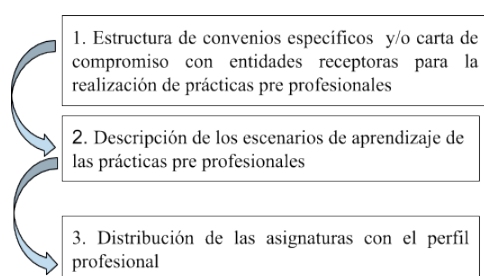 1. Estructura de convenios específicos y/o carta de
compromiso con entidades receptoras para la
realización de prácticas pre profesionales
2. Descripción de los escenarios de aprendizaje de
las prácticas pre profesionales
3. Distribución de las asignaturas con el perfil
profesional